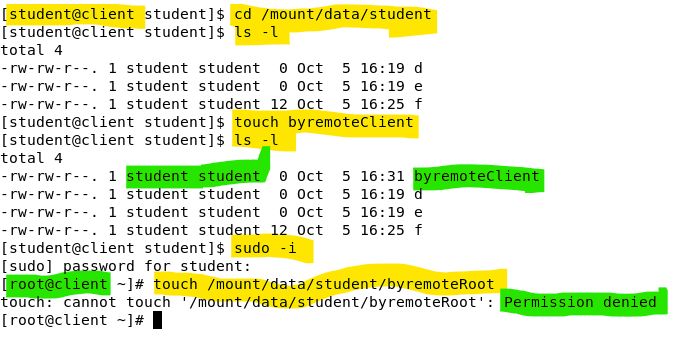 [student@client student]$ cd /mount/data/student
[student@client student]$ ls -l
total 4
-rw-rw-r--. 1 student student  0 Oct  5 16:19 d
-rw-rw-r--. 1 student student  0 Oct  5 16:19 e
-rw-rw-r--. 1 student student 12 Oct  5 16:25 f
[student@client student]$ touch byremoteClient
[student@client student]$ ls -l
total 4
-rw-rw-r--. 1 student student  0 Oct  5 16:31 byremoteClient
-rw-rw-r--. 1 student student  0 Oct  5 16:19 d
-rw-rw-r--. 1 student student  0 Oct  5 16:19 e
-rw-rw-r--. 1 student student 12 Oct  5 16:25 f
[student@client student]$ sudo -i
[sudo] password for student:
[root@client ~]# touch /mount/data/student/byremoteRoot
touch: cannot touch '/mount/data/student/byremoteRoot': Permission denied
[root@client ~]#